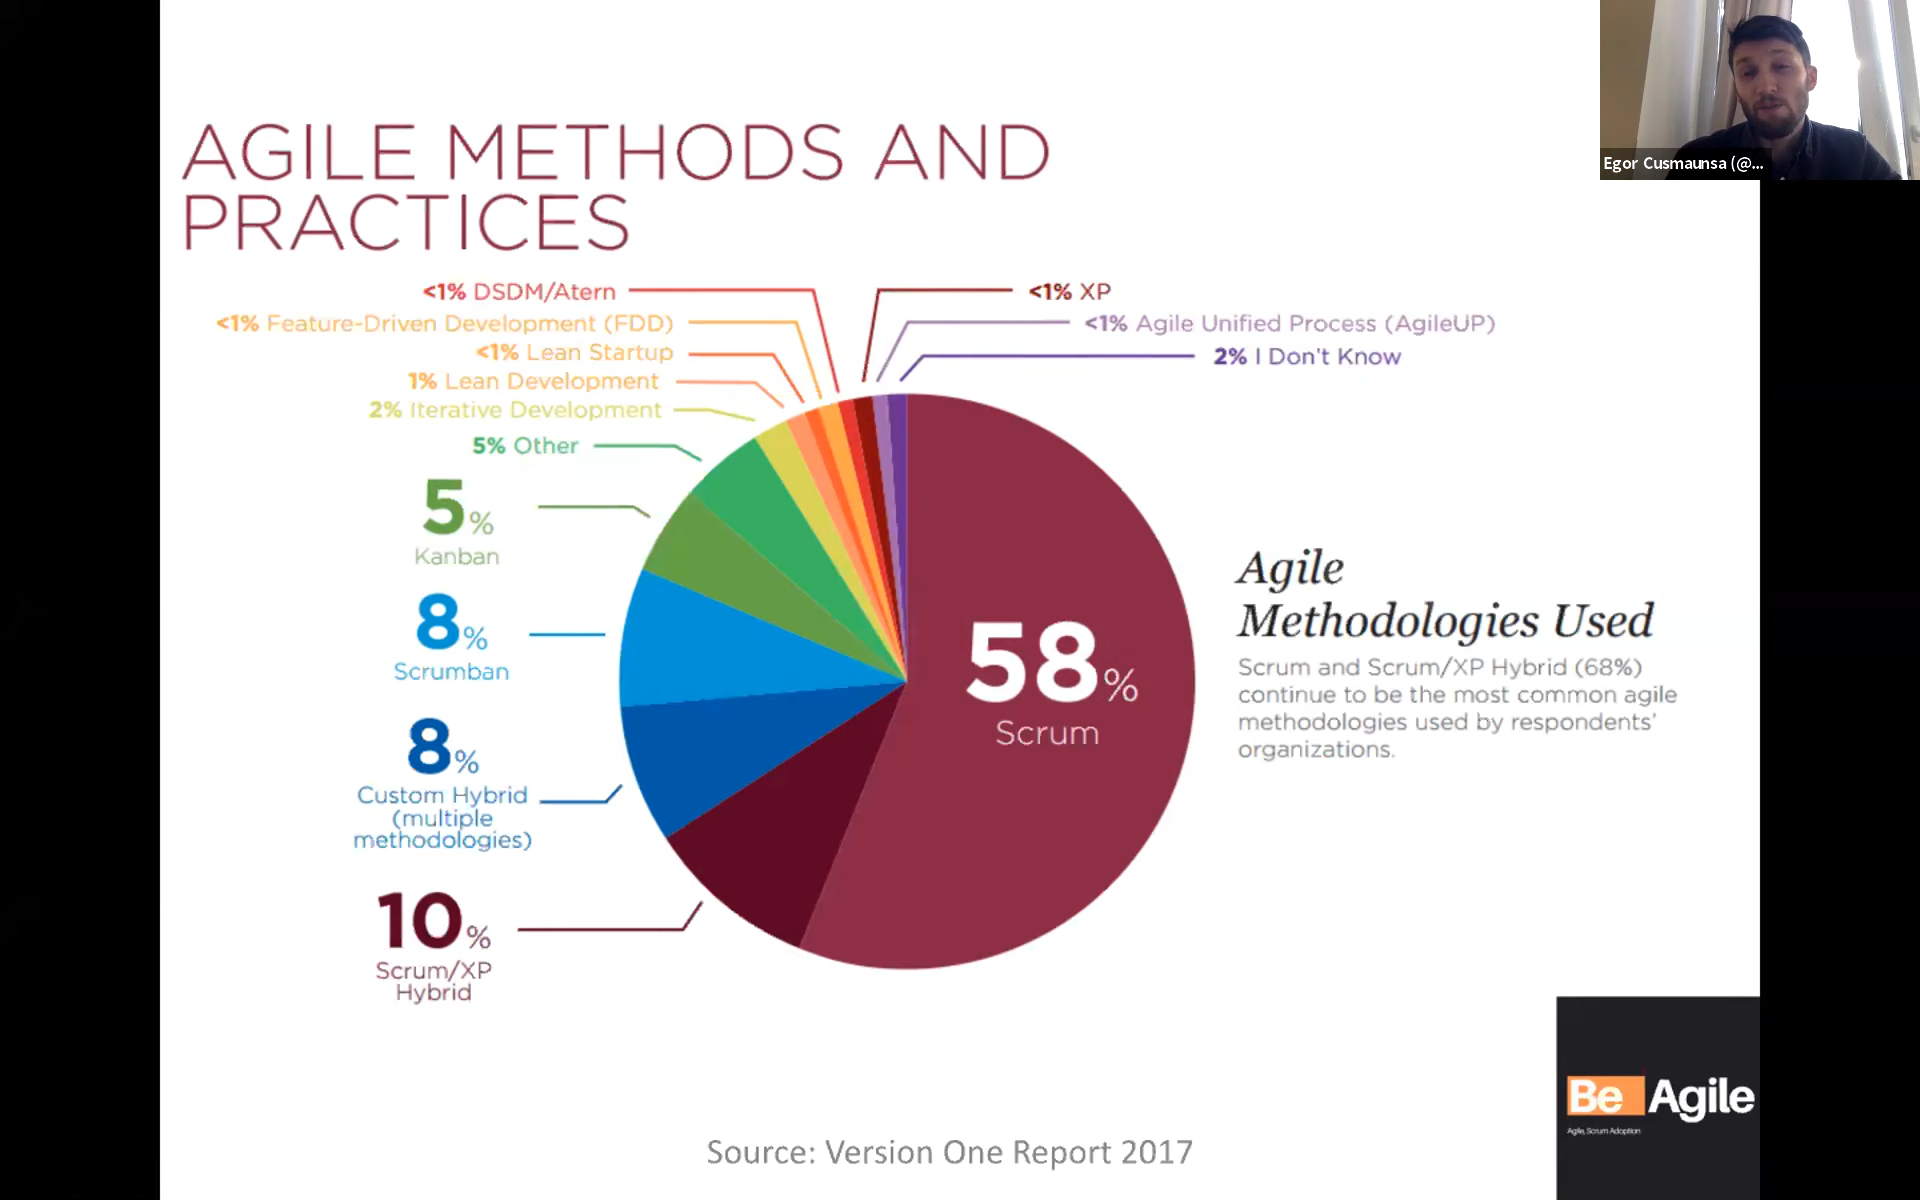 AGILE METHODS AND
PRACTICES
<1% DSDM/Atern
<1% XP
<1% Feature-Driven Development (FDD)
<1% Agile Unified Process (AgileUP)
<1% Lean Startup
2% I Don't Know
1% Lean Development
2% Iterative Development
5% Other
5%
Kanban
8%
Scrumban
8%
Custom Hybrid
(multiple
methodologies)
10%
Scrum/XP
Hybrid
58%
Scrum
Agile
Methodologies Used
Scrum and Scrum/XP Hybrid (68%)
continue to be the most common agile
methodologies used by respondents'
organizations.
Source: Version One Report 2017
Be Agile
Agile, Scrum Adoption
Egor Cusmaunsa (@...